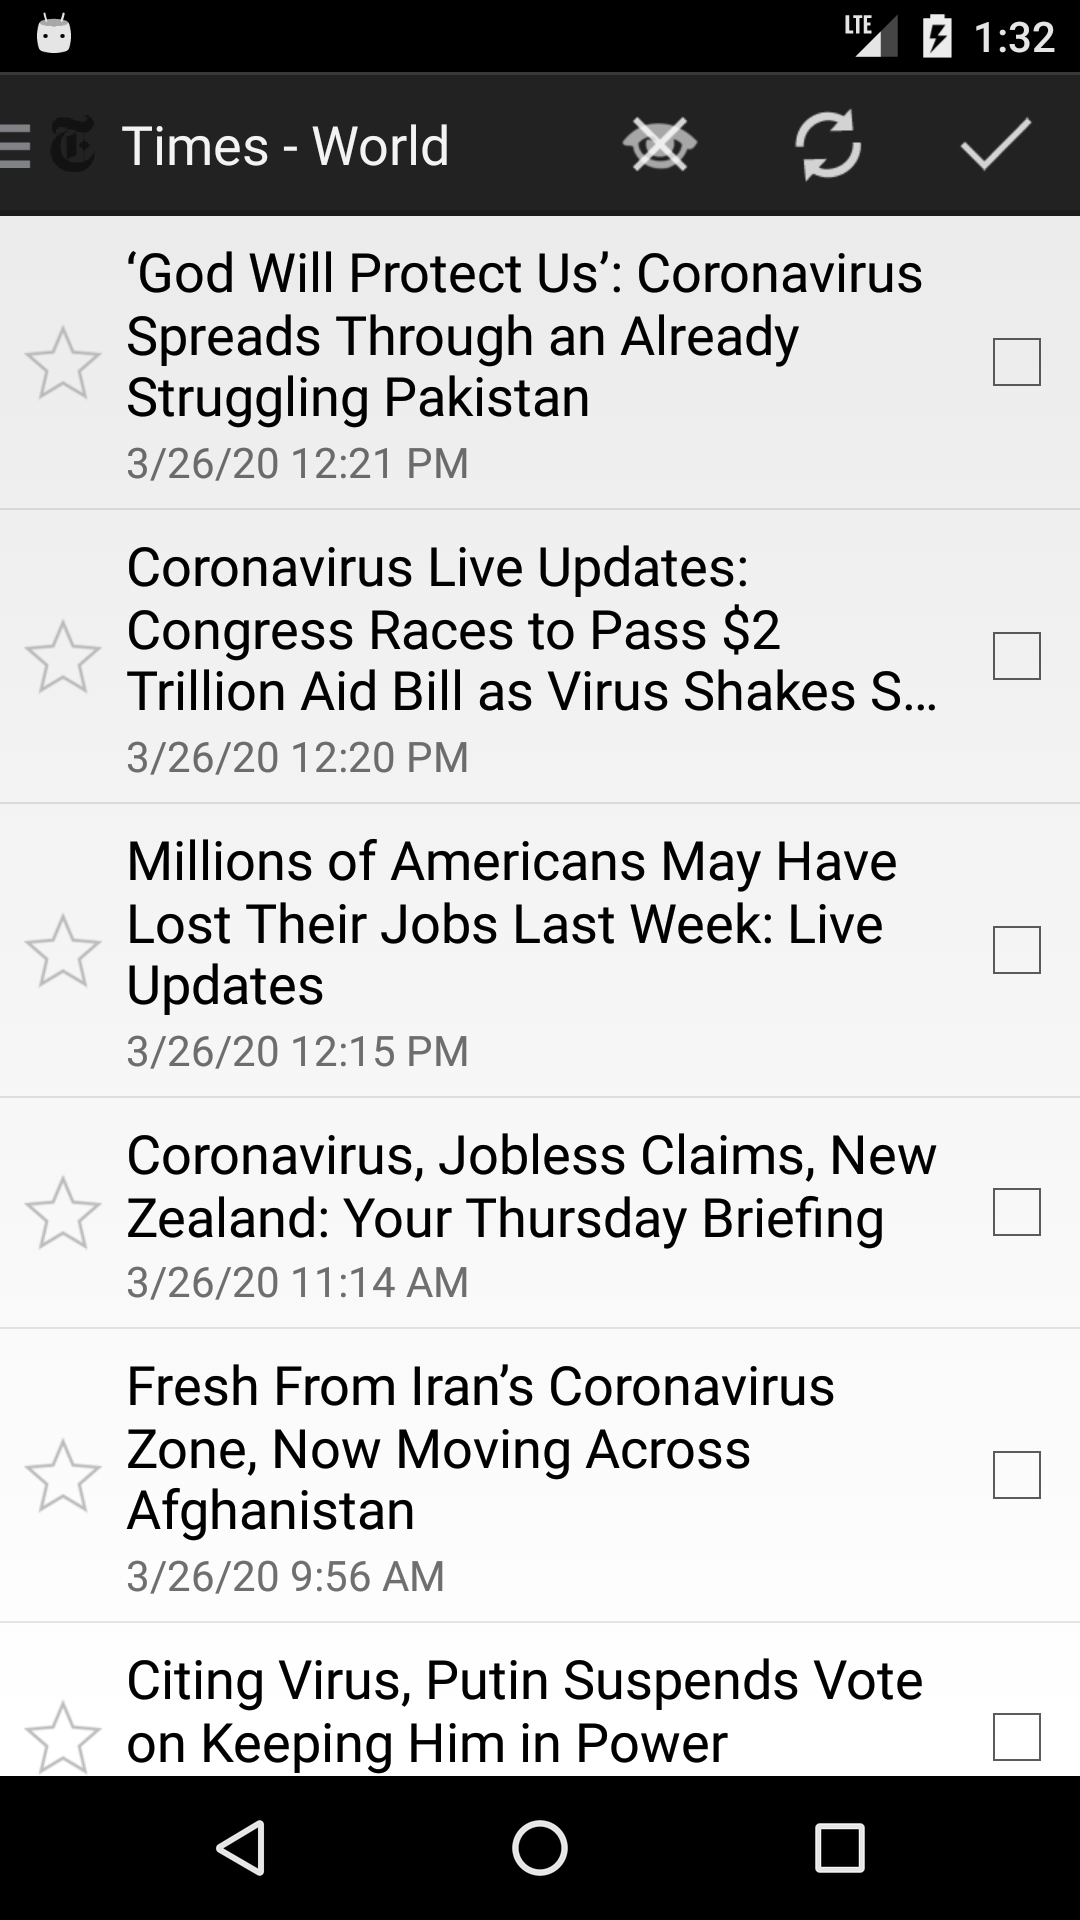 LTE 1:32
Times - World
‘God Will Protect Us’: Coronavirus
Spreads Through an Already
Struggling Pakistan
3/26/20 12:21 PM
Coronavirus Live Updates:
Congress Races to Pass $2
Trillion Aid Bill as Virus Shakes S…
3/26/20 12:20 PM
Millions of Americans May Have
Lost Their Jobs Last Week: Live
Updates
3/26/20 12:15 PM
Coronavirus, Jobless Claims, New
Zealand: Your Thursday Briefing
3/26/20 11:14 AM
Fresh From Iran’s Coronavirus
Zone, Now Moving Across
Afghanistan
3/26/20 9:56 AM
Citing Virus, Putin Suspends Vote
on Keeping Him in Power